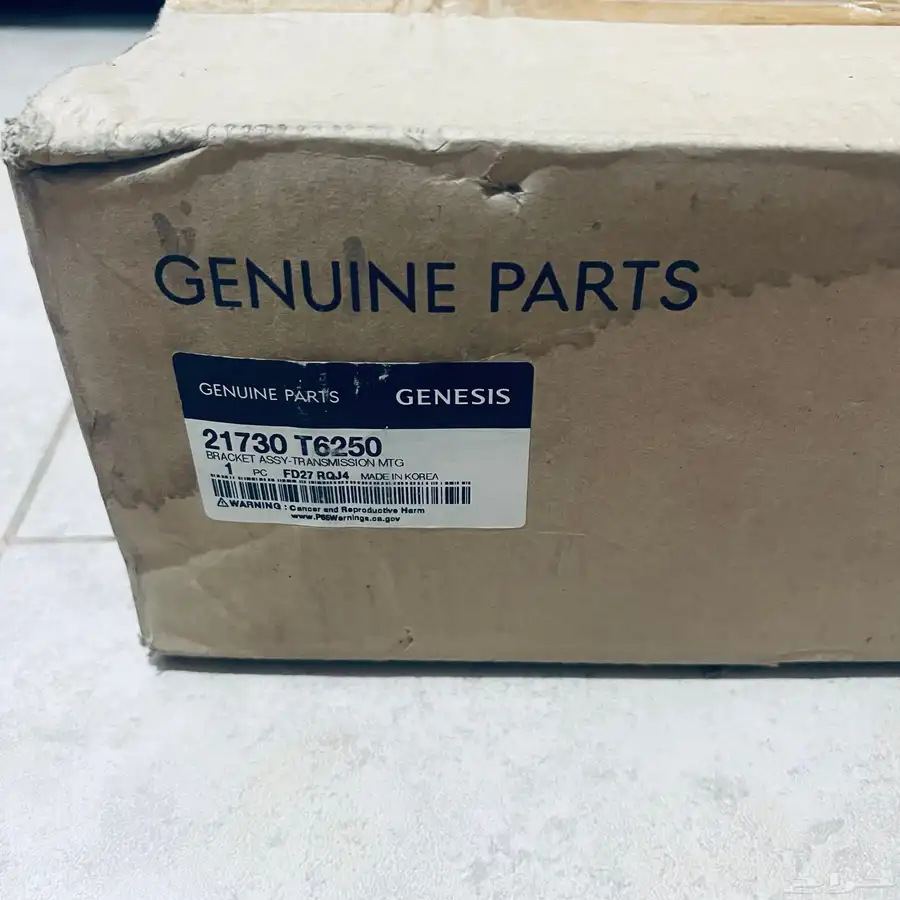 GENUINE PARTS
GENUINE PARTS GENESIS
21730 T6250
BRACKET ASSY-TRANSMISSION MTG
1 PC FD27 RQJ4 MADE IN KOREA
⚠WARNING : Cancer and Reproductive Harm
www.P65Warnings.ca.gov
حراج